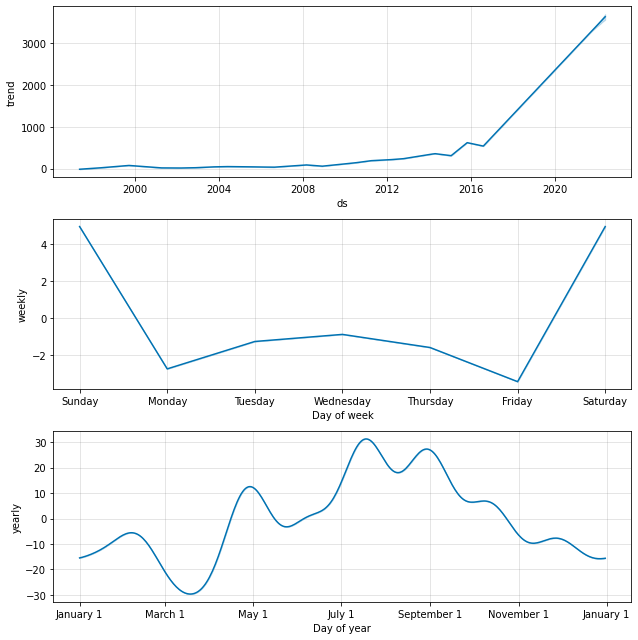 3000
2000
1000
0
trend
2000 2004 2008 2012 2016 2020
ds
4
2
0
−2
weekly
Sunday Monday Tuesday Wednesday Thursday Friday Saturday
Day of week
30
20
10
0
−10
−20
−30
yearly
January 1 March 1 May 1 July 1 September 1 November 1 January 1
Day of year